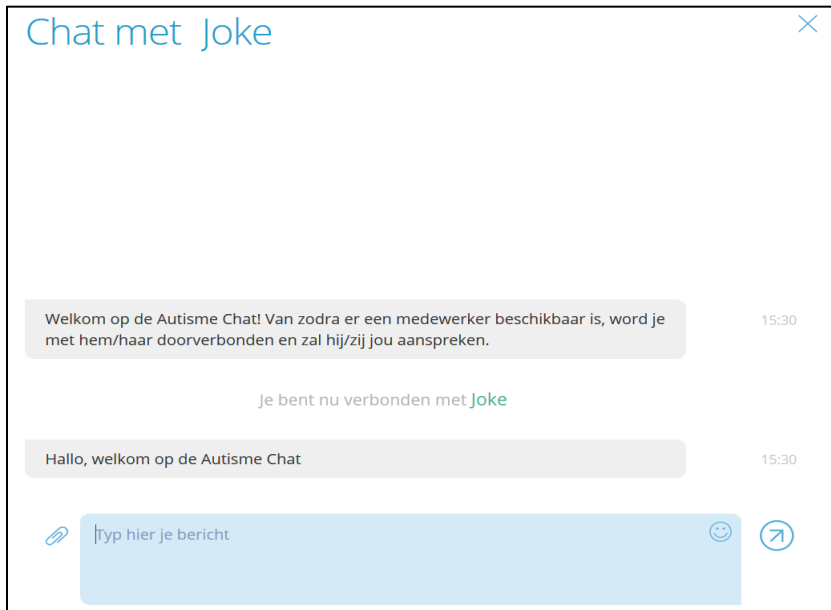 Chat met Joke
Welkom op de Autisme Chat! Van zodra er een medewerker beschikbaar is, word je
15:30
met hem/haar doorverbonden en zal hij/zij jou aanspreken.
Je bent nu verbonden met Joke
Hallo, welkom op de Autisme Chat
15:30
Typ hier je bericht